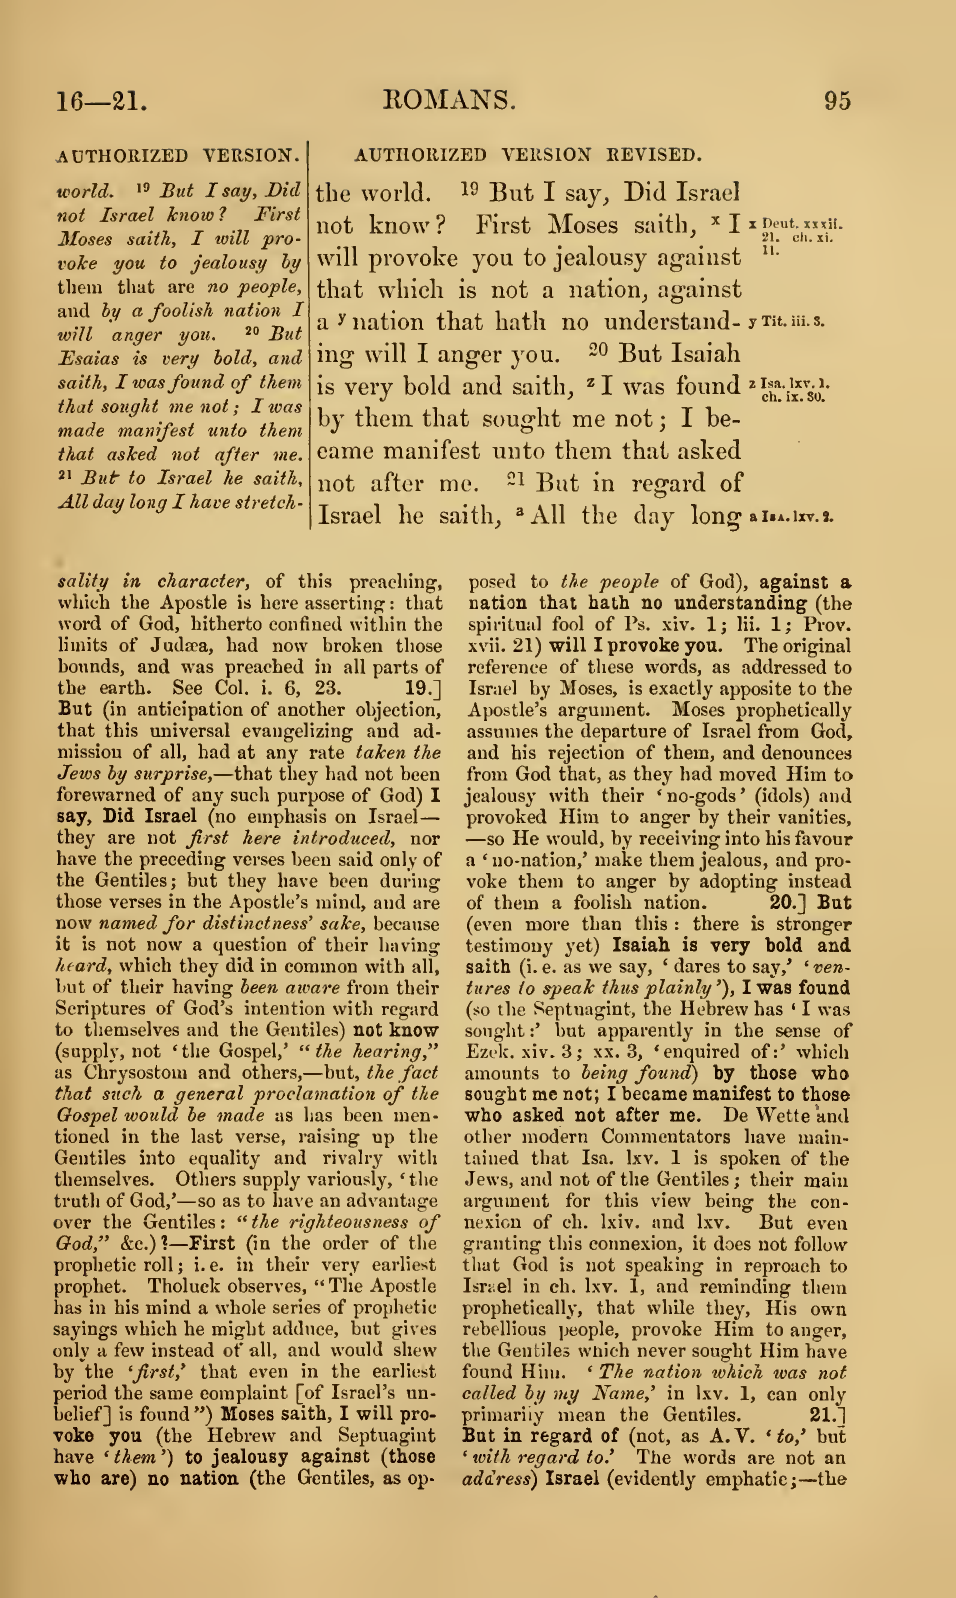 16—21.
ROMANS.
95
AUTHORIZED VERSION.
world. 19 But I say, Did
not Israel know? First
Moses saith, I will pro-
voke you to jealousy by
them that are no people,
and by a foolish nation I
will anger you. 20 But
Esaias is very bold, and
saith, I was found of them
that sought me not; I was
made manifest unto them
that asked not after me.
21 But to Israel he saith,
All day long I have stretch-
AUTHORIZED VERSION REVISED.
the world. 19 But I say, Did Israel
not know? First Moses saith, x I
will provoke you to jealousy against
that which is not a nation, against
a y nation that hath no understand-
ing will I anger you. 20 But Isaiah
is very bold and saith, z I was found
by them that sought me not; I be-
came manifest unto them that asked
not after me. 21 But in regard of
Israel he saith, a All the day long
x Deut. xxxii.
21. ch. xi.
11.
y Tit. iii. 3.
z Isa. lxv. 1.
ch. ix. 30.
a ISA. lxv. 2.
sality in character, of this preaching,
which the Apostle is here asserting: that
word of God, hitherto confined within the
limits of Judæa, had now broken those
bounds, and was preached in all parts of
the earth. See Col. i. 6, 23. 19.]
But (in anticipation of another objection,
that this universal evangelizing and ad-
mission of all, had at any rate taken the
Jews by surprise,—that they had not been
forewarned of any such purpose of God) I
say, Did Israel (no emphasis on Israel—
they are not first here introduced, nor
have the preceding verses been said only of
the Gentiles; but they have been during
those verses in the Apostle's mind, and are
now named for distinctness' sake, because
it is not now a question of their having
heard, which they did in common with all,
but of their having been aware from their
Scriptures of God's intention with regard
to themselves and the Gentiles) not know
(supply, not 'the Gospel,' "the hearing,"
as Chrysostom and others,—but, the fact
that such a general proclamation of the
Gospel would be made as has been men-
tioned in the last verse, raising up the
Gentiles into equality and rivalry with
themselves. Others supply variously, 'the
truth of God,'—so as to have an advantage
over the Gentiles: "the righteousness of
God," &c.)?—First (in the order of the
prophetic roll; i. e. in their very earliest
prophet. Tholuck observes, "The Apostle
has in his mind a whole series of prophetic
sayings which he might adduce, but gives
only a few instead of all, and would shew
by the 'first,' that even in the earliest
period the same complaint [of Israel's un-
belief] is found") Moses saith, I will pro-
voke you (the Hebrew and Septuagint
have 'them') to jealousy against (those
who are) no nation (the Gentiles, as op-
posed to the people of God), against a
nation that hath no understanding (the
spiritual fool of Ps. xiv. 1; lii. 1; Prov.
xvii. 21) will I provoke you. The original
reference of these words, as addressed to
Israel by Moses, is exactly apposite to the
Apostle's argument. Moses prophetically
assumes the departure of Israel from God,
and his rejection of them, and denounces
from God that, as they had moved Him to
jealousy with their 'no-gods' (idols) and
provoked Him to anger by their vanities,
—so He would, by receiving into his favour
a 'no-nation,' make them jealous, and pro-
voke them to anger by adopting instead
of them a foolish nation. 20.] But
(even more than this: there is stronger
testimony yet) Isaiah is very bold and
saith (i. e. as we say, 'dares to say,' 'ven-
tures to speak thus plainly'), I was found
(so the Septuagint, the Hebrew has 'I was
sought:' but apparently in the sense of
Ezek. xiv. 3; xx. 3, 'enquired of:' which
amounts to being found) by those who
sought me not; I became manifest to those
who asked not after me. De Wette and
other modern Commentators have main-
tained that Isa. lxv. 1 is spoken of the
Jews, and not of the Gentiles; their main
argument for this view being the con-
nexion of ch. lxiv. and lxv. But even
granting this connexion, it does not follow
that God is not speaking in reproach to
Israel in ch. lxv. 1, and reminding them
prophetically, that while they, His own
rebellious people, provoke Him to anger,
the Gentiles which never sought Him have
found Him. 'The nation which was not
called by my Name,' in lxv. 1, can only
primarily mean the Gentiles. 21.]
But in regard of (not, as A.V. 'to,' but
'with regard to.' The words are not an
address) Israel (evidently emphatic;—the